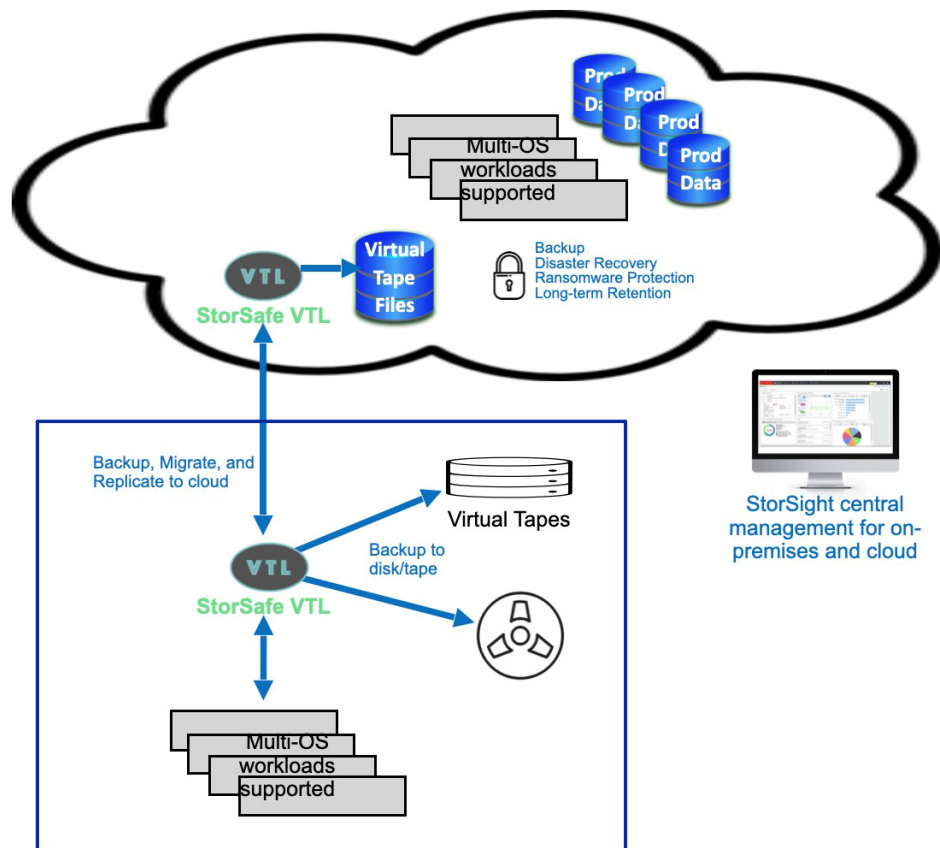 Prod
Data
Prod
Da
Prod
D
Prod
Data
Multi-OS
workloads
supported
Backup
Disaster Recovery
Ransomware Protection
Long-term Retention
Virtual
Tape
Files
VTL
StorSafe VTL
Backup, Migrate, and
Replicate to cloud
Virtual Tapes
StorSight central
management for on-
premises and cloud
VTL
Backup to
disk/tape
StorSafe VTL
Multi-OS
workloads
supported